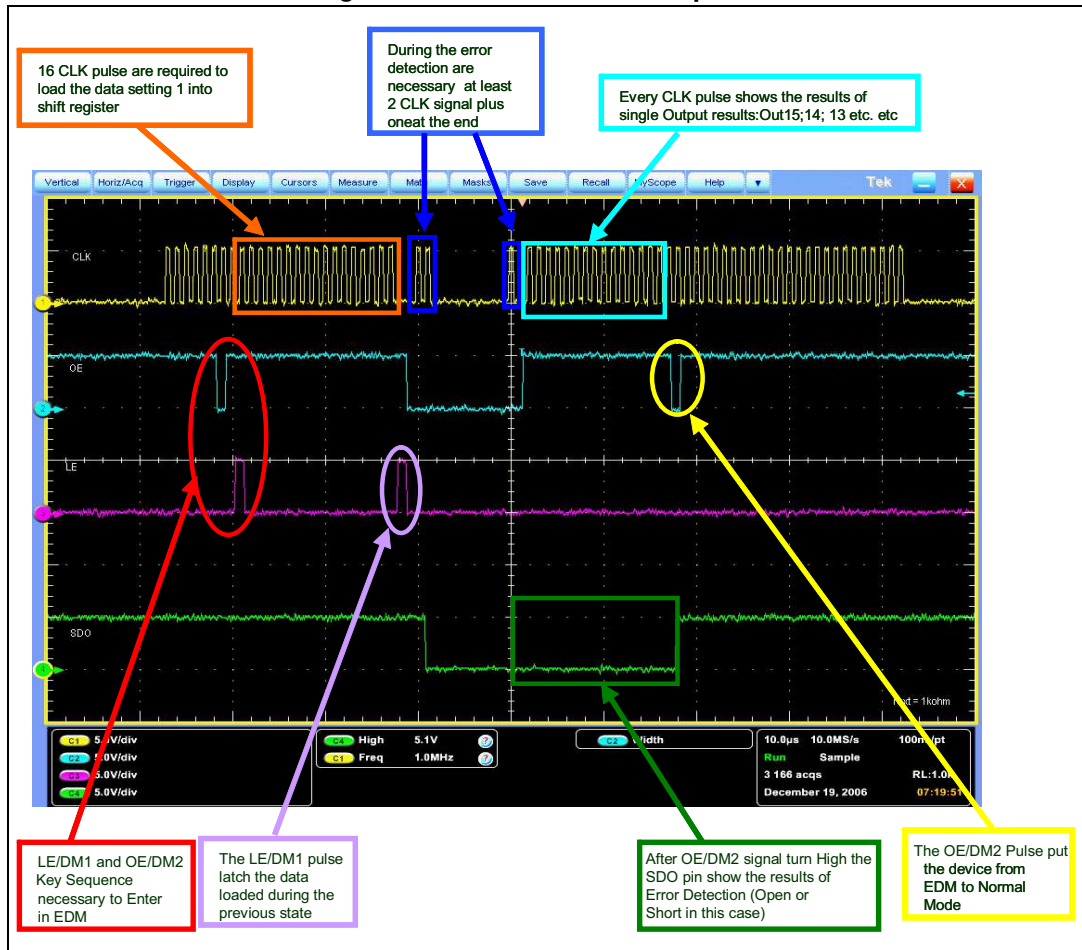 16 CLK pulse are required to
load the data setting 1 into
shift register
During the error
detection are
necessary at least
2 CLK signal plus
oneat the end
Every CLK pulse shows the results of
single Output results:Out15;14; 13 etc. etc
Vertical Horiz/Acq Trigger Display Cursors Measure Masks Save Recall MyScope Help
Tek
CLK
OE
LE
SDO
= 1kohm
C1 5.0V/div
C2 5.0V/div
C3 5.0V/div
C4 5.0V/div
C4 High 5.1V
C1 Freq 1.0MHz
C2 Width
10.0µs 10.0MS/s 100ns/pt
Run Sample
3 166 acqs RL:1.0k
December 19, 2006 07:19:51
LE/DM1 and OE/DM2
Key Sequence
necessary to Enter
in EDM
The LE/DM1 pulse
latch the data
loaded during the
previous state
After OE/DM2 signal turn High the
SDO pin show the results of
Error Detection (Open or
Short in this case)
The OE/DM2 Pulse put
the device from
EDM to Normal
Mode